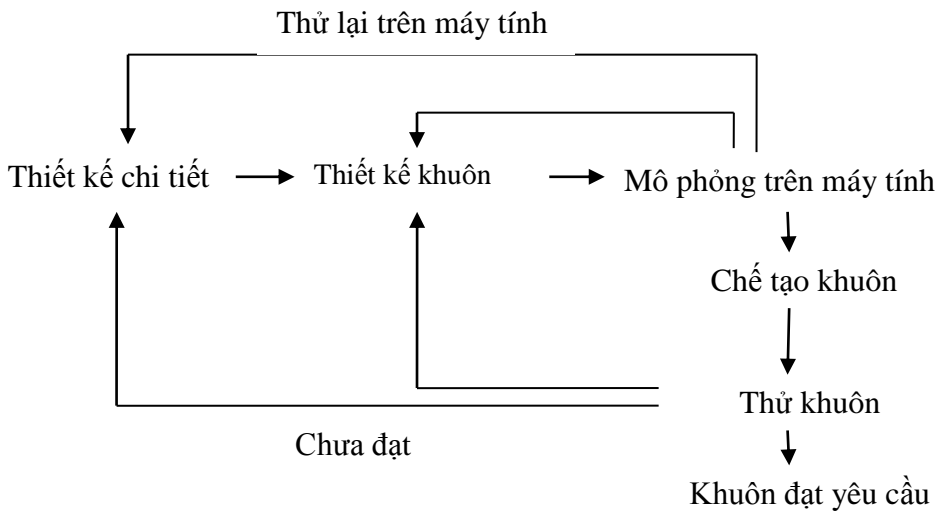 Thử lại trên máy tính
Thiết kế chi tiết
Thiết kế khuôn
Mô phỏng trên máy tính
Chế tạo khuôn
Thử khuôn
Chưa đạt
Khuôn đạt yêu cầu